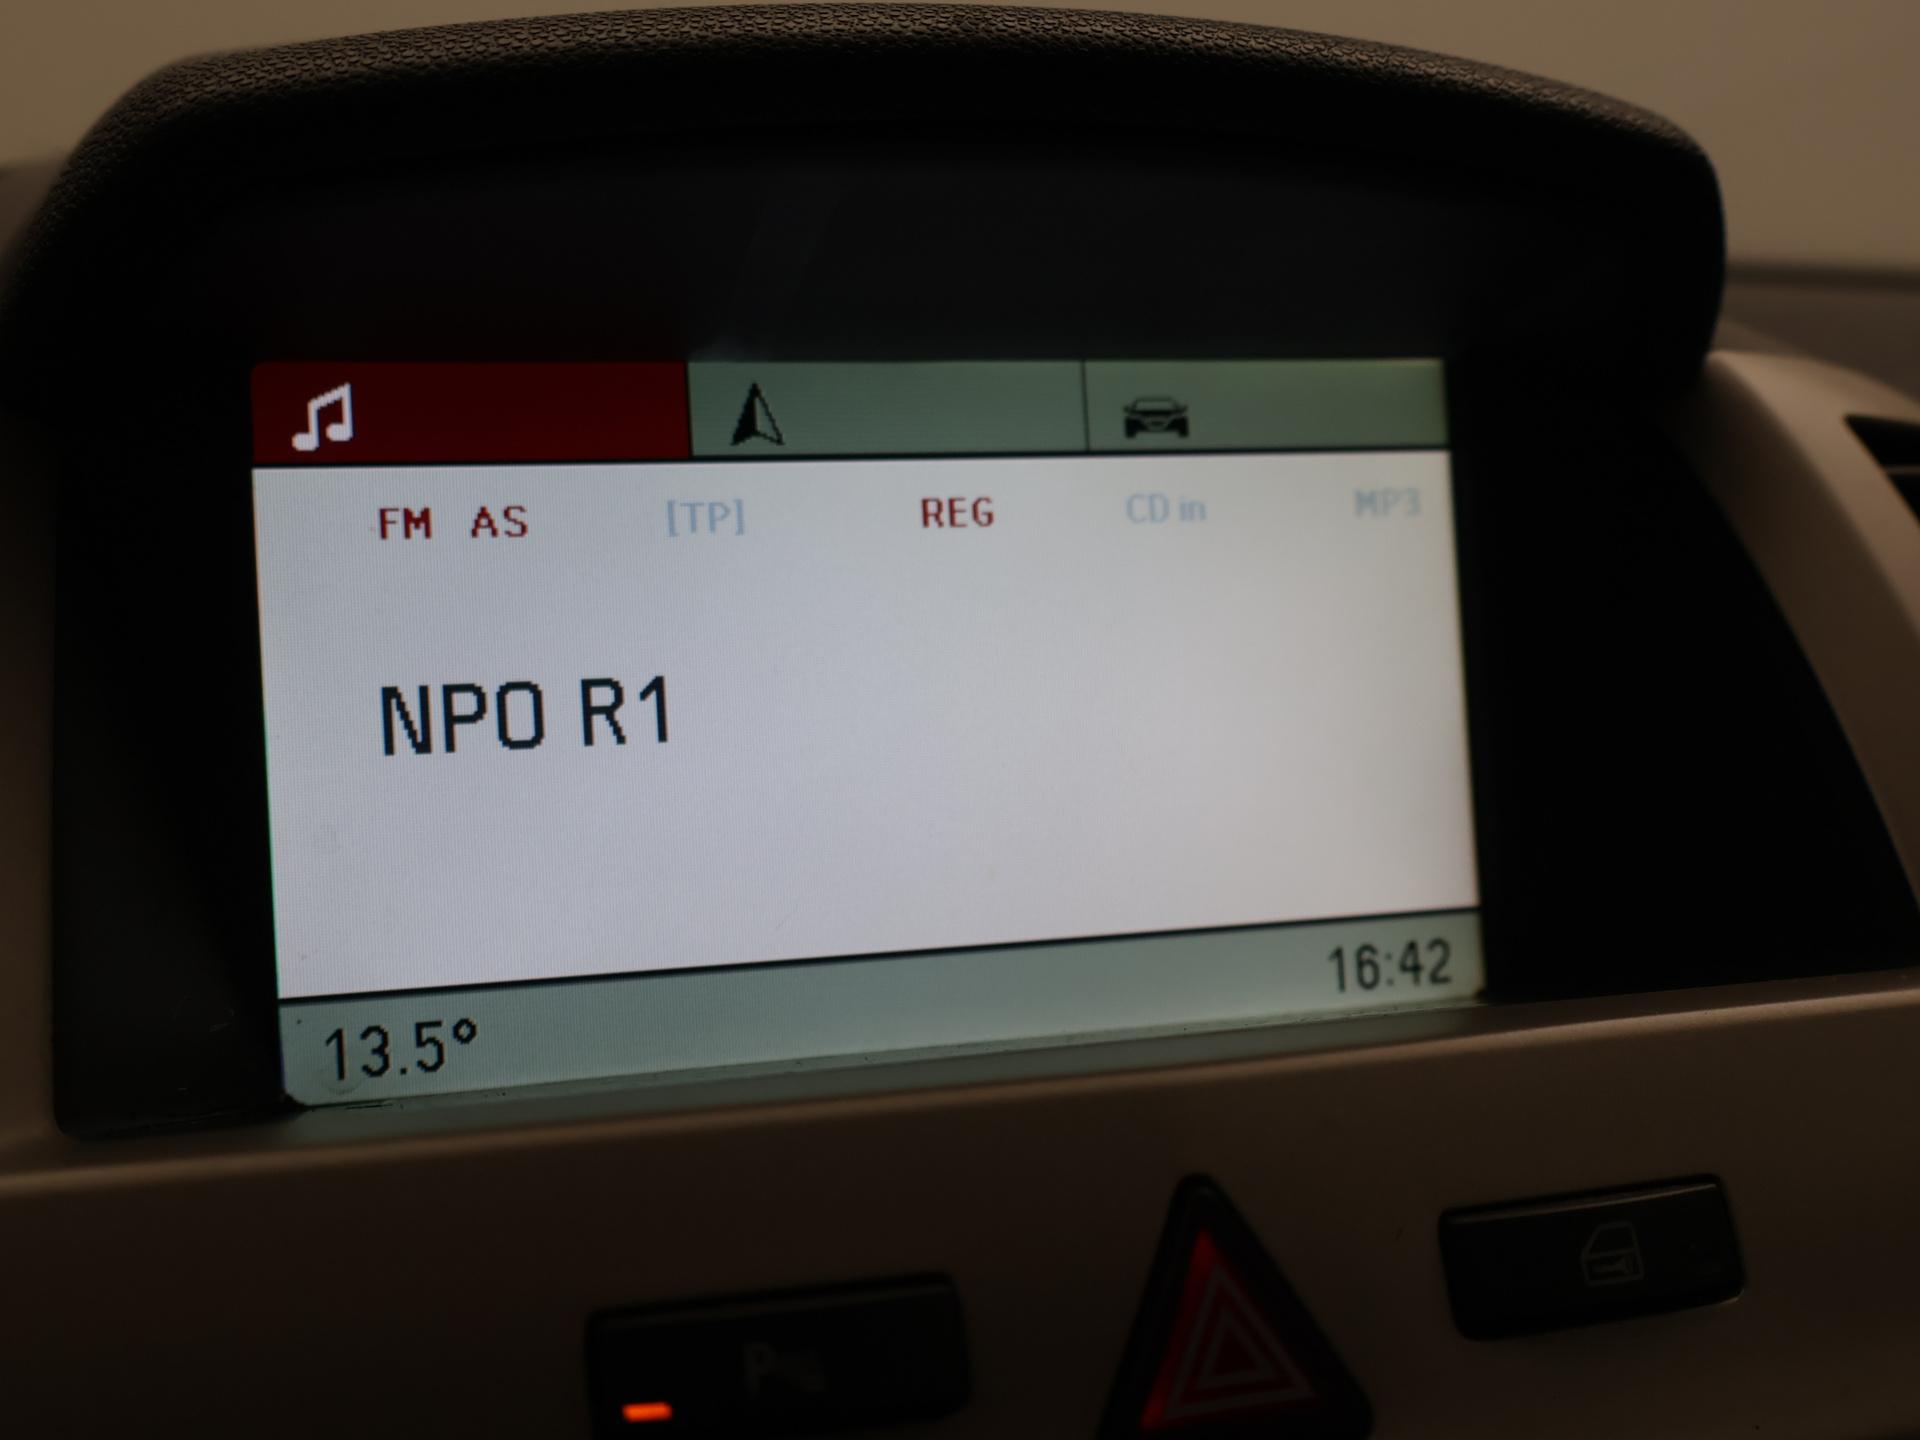 FM AS [TP] REG CD in MP3
NPO R1
13.5° 16:42
P